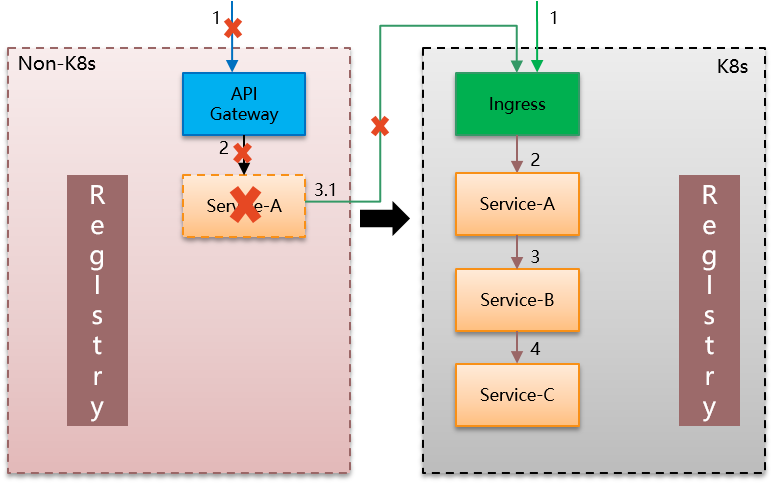 1
1
Non-K8s
K8s
API
Gateway
Ingress
2
2
Service-A
3.1
Service-A
R
e
g
I
s
t
r
y
R
e
g
I
s
t
r
y
3
Service-B
4
Service-C